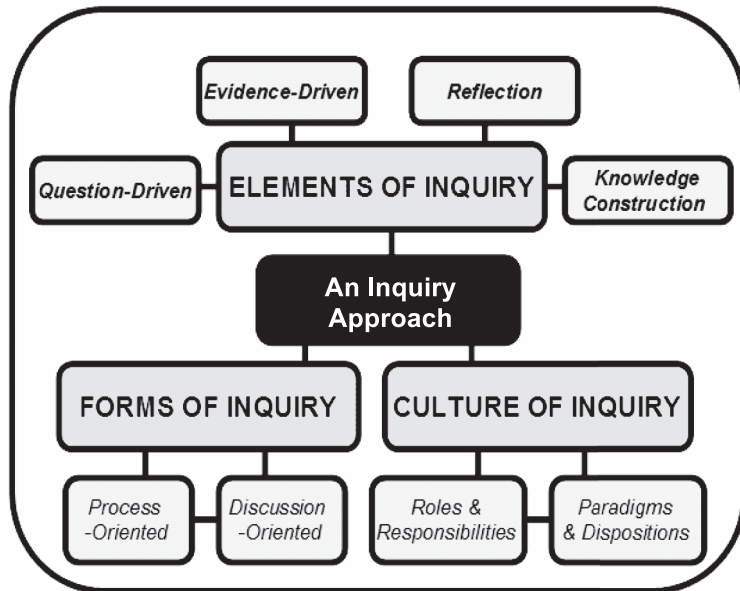 Evidence-Driven
Reflection
Question-Driven
ELEMENTS OF INQUIRY
Knowledge
Construction
An Inquiry
Approach
FORMS OF INQUIRY
CULTURE OF INQUIRY
Process
-Oriented
Discussion
-Oriented
Roles &
Responsibilities
Paradigms
& Dispositions